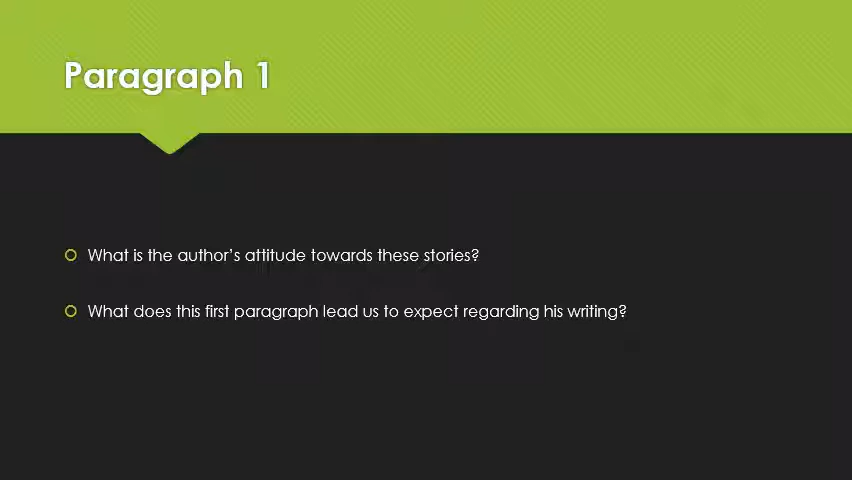 Paragraph 1
What is the author's attitude towards these stories?
What does this first paragraph lead us to expect regarding his writing?